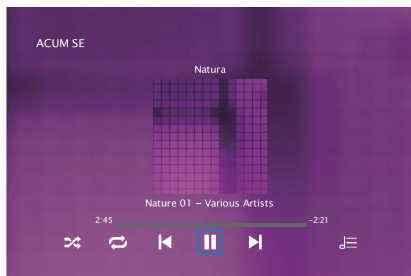 ACUM SE
Natura
Nature 01 – Various Artists
2:45
–2:21